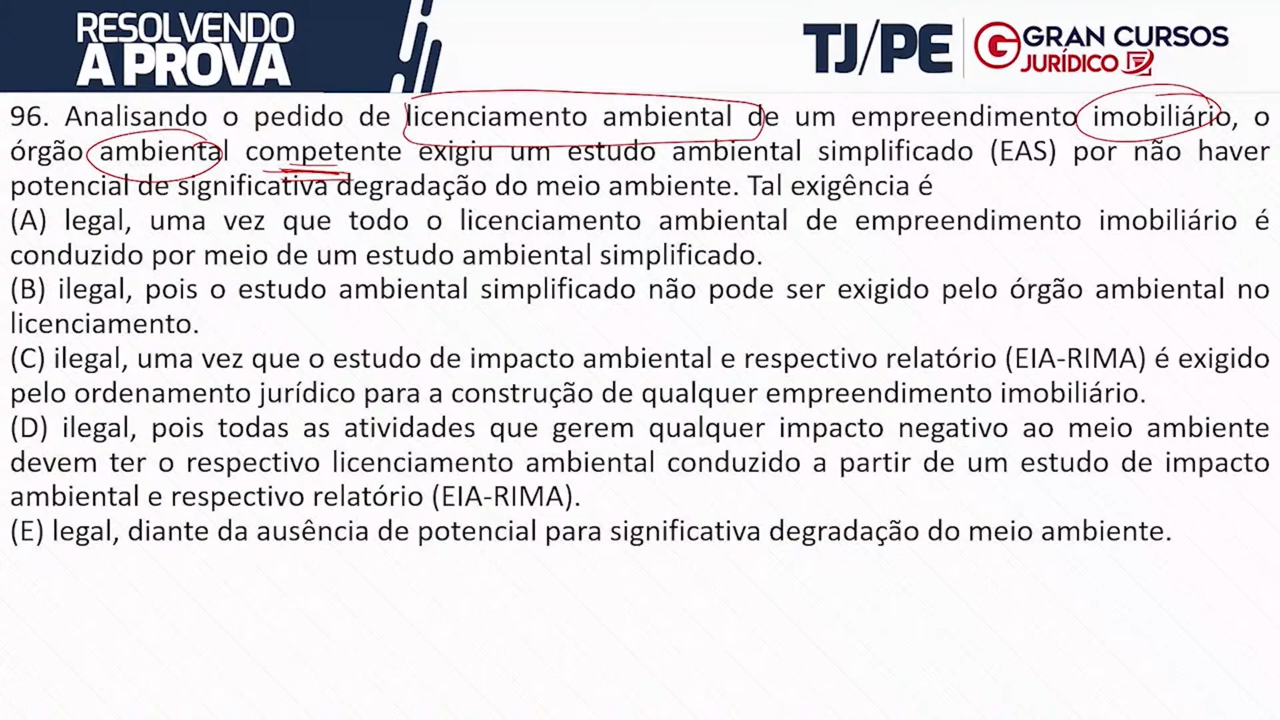 RESOLVENDO
A PROVA
TJ/PE
GRAN CURSOS
JURÍDICO
96. Analisando o pedido de licenciamento ambiental de um empreendimento imobiliário, o
órgão ambiental competente exigiu um estudo ambiental simplificado (EAS) por não haver
potencial de significativa degradação do meio ambiente. Tal exigência é
(A) legal, uma vez que todo o licenciamento ambiental de empreendimento imobiliário é
conduzido por meio de um estudo ambiental simplificado.
(B) ilegal, pois o estudo ambiental simplificado não pode ser exigido pelo órgão ambiental no
licenciamento.
(C) ilegal, uma vez que o estudo de impacto ambiental e respectivo relatório (EIA-RIMA) é exigido
pelo ordenamento jurídico para a construção de qualquer empreendimento imobiliário.
(D) ilegal, pois todas as atividades que gerem qualquer impacto negativo ao meio ambiente
devem ter o respectivo licenciamento ambiental conduzido a partir de um estudo de impacto
ambiental e respectivo relatório (EIA-RIMA).
(E) legal, diante da ausência de potencial para significativa degradação do meio ambiente.